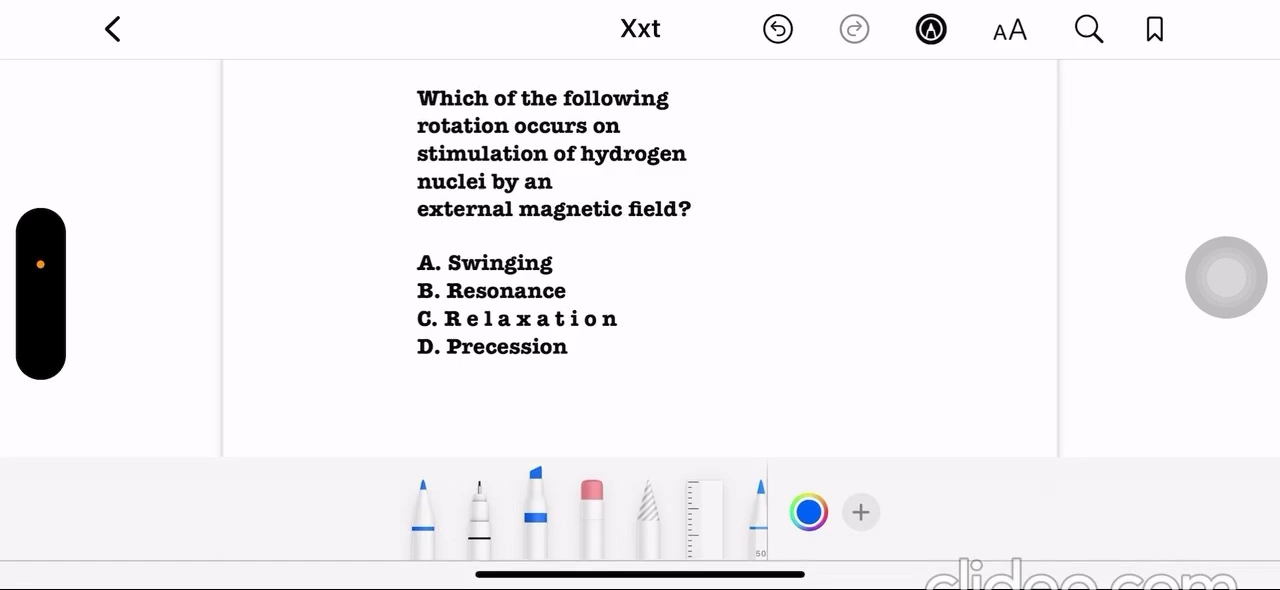 Xxt
AA
Which of the following
rotation occurs on
stimulation of hydrogen
nuclei by an
external magnetic field?
A. Swinging
B. Resonance
C. R e l a x a t i o n
D. Precession
50
clideo.com